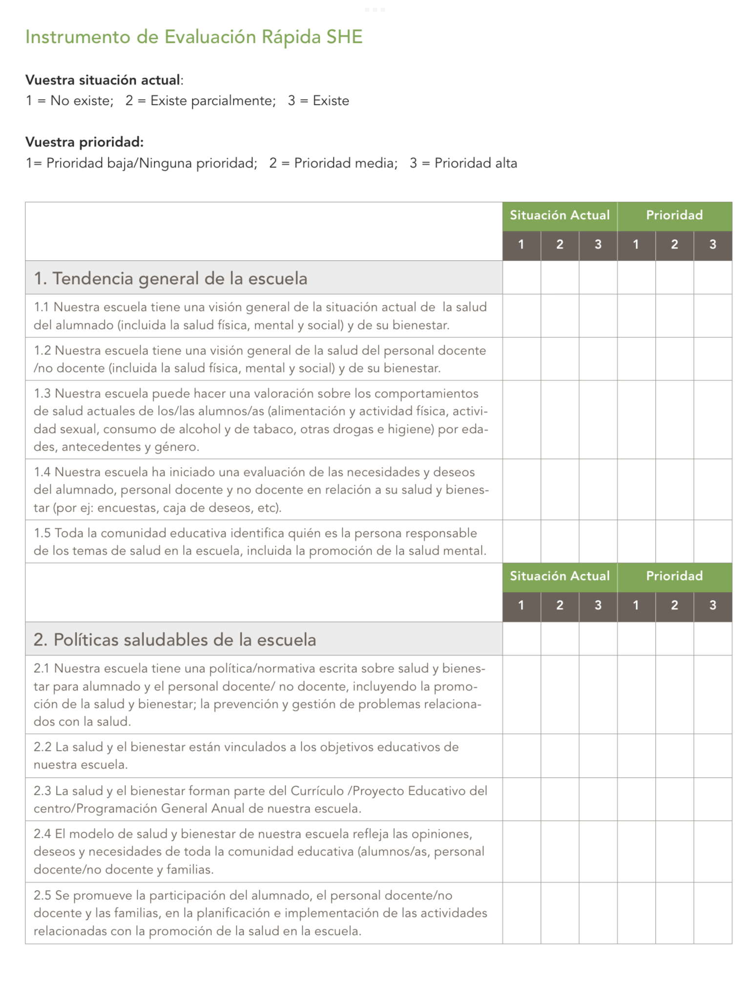 Instrumento de Evaluación Rápida SHE
Vuestra situación actual:
1 = No existe;   2 = Existe parcialmente;   3 = Existe
Vuestra prioridad:
1= Prioridad baja/Ninguna prioridad;   2 = Prioridad media;   3 = Prioridad alta
Situación Actual Prioridad
1 2 3 1 2 3
1. Tendencia general de la escuela
1.1 Nuestra escuela tiene una visión general de la situación actual de  la salud
del alumnado (incluida la salud física, mental y social) y de su bienestar.
1.2 Nuestra escuela tiene una visión general de la salud del personal docente
/no docente (incluida la salud física, mental y social) y de su bienestar.
1.3 Nuestra escuela puede hacer una valoración sobre los comportamientos
de salud actuales de los/las alumnos/as (alimentación y actividad física, activi-
dad sexual, consumo de alcohol y de tabaco, otras drogas e higiene) por eda-
des, antecedentes y género.
1.4 Nuestra escuela ha iniciado una evaluación de las necesidades y deseos
del alumnado, personal docente y no docente en relación a su salud y bienes-
tar (por ej: encuestas, caja de deseos, etc).
1.5 Toda la comunidad educativa identifica quién es la persona responsable
de los temas de salud en la escuela, incluida la promoción de la salud mental.
Situación Actual Prioridad
1 2 3 1 2 3
2. Políticas saludables de la escuela
2.1 Nuestra escuela tiene una política/normativa escrita sobre salud y bienes-
tar para alumnado y el personal docente/ no docente, incluyendo la promo-
ción de la salud y bienestar; la prevención y gestión de problemas relaciona-
dos con la salud.
2.2 La salud y el bienestar están vinculados a los objetivos educativos de
nuestra escuela.
2.3 La salud y el bienestar forman parte del Currículo /Proyecto Educativo del
centro/Programación General Anual de nuestra escuela.
2.4 El modelo de salud y bienestar de nuestra escuela refleja las opiniones,
deseos y necesidades de toda la comunidad educativa (alumnos/as, personal
docente/no docente y familias.
2.5 Se promueve la participación del alumnado, el personal docente/no
docente y las familias, en la planificación e implementación de las actividades
relacionadas con la promoción de la salud en la escuela.